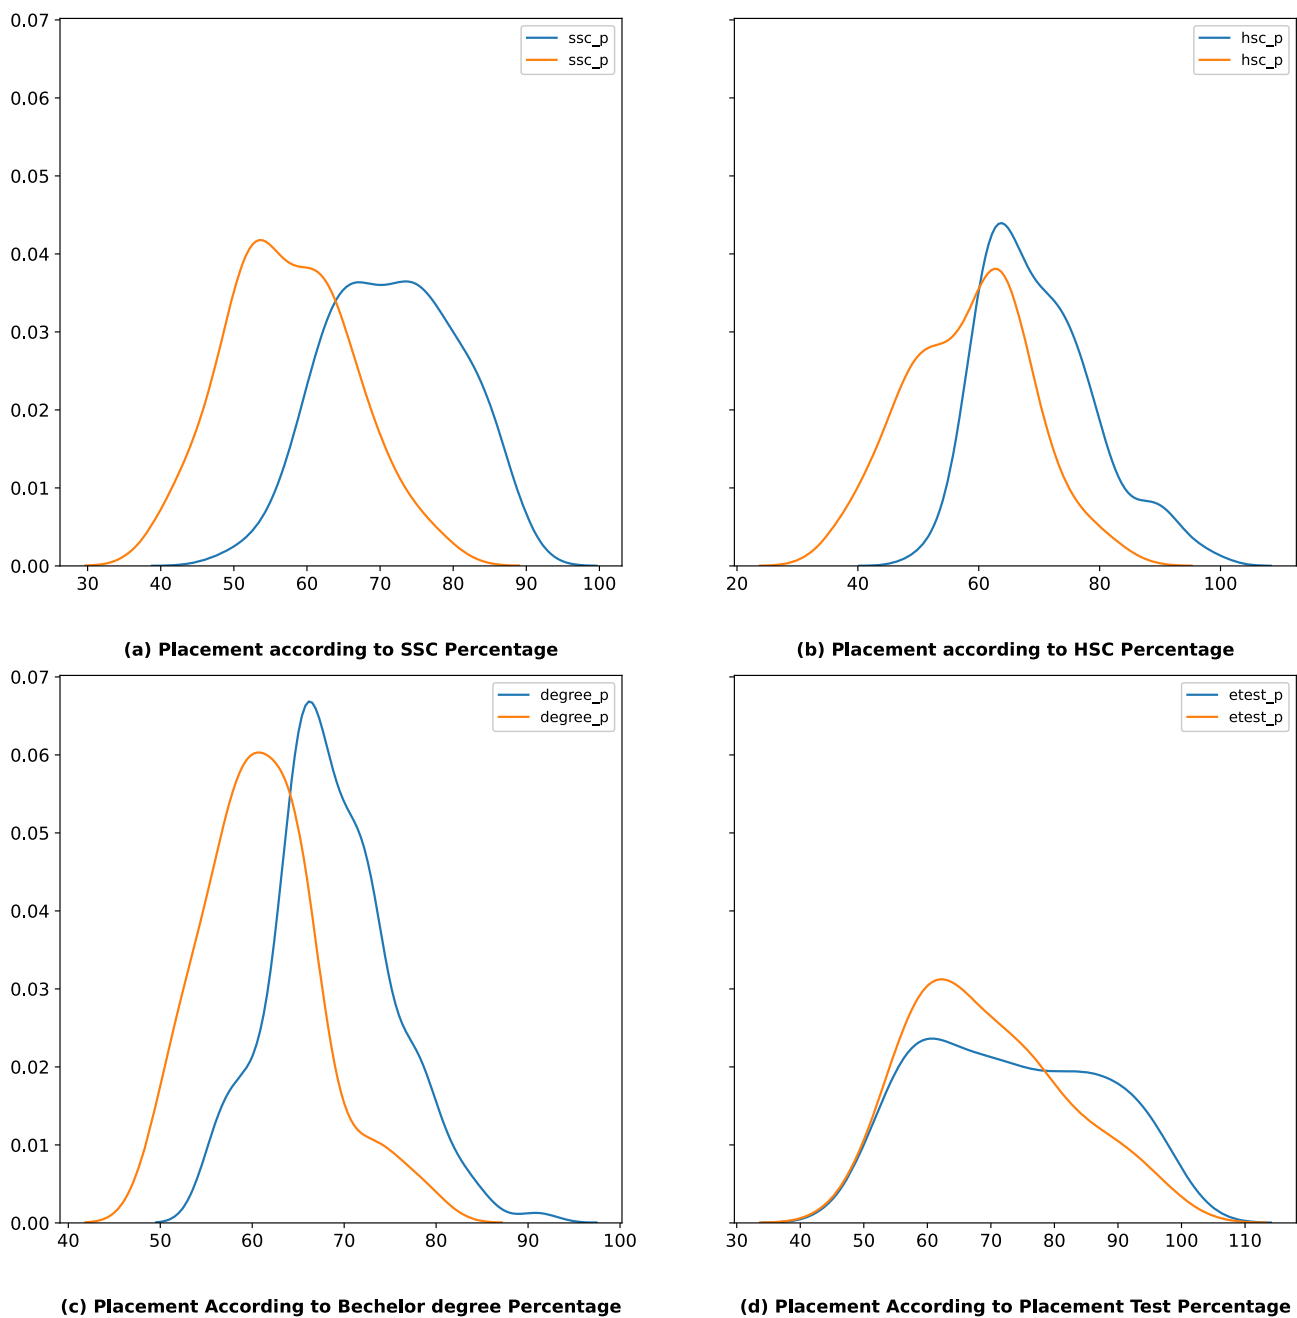 0.07
0.06
0.05
0.04
0.03
0.02
0.01
0.00
30 40 50 60 70 80 90 100
ssc_p
ssc_p
(a) Placement according to SSC Percentage
20 40 60 80 100
hsc_p
hsc_p
(b) Placement according to HSC Percentage
0.07
0.06
0.05
0.04
0.03
0.02
0.01
0.00
40 50 60 70 80 90 100
degree_p
degree_p
(c) Placement According to Bechelor degree Percentage
30 40 50 60 70 80 90 100 110
etest_p
etest_p
(d) Placement According to Placement Test Percentage